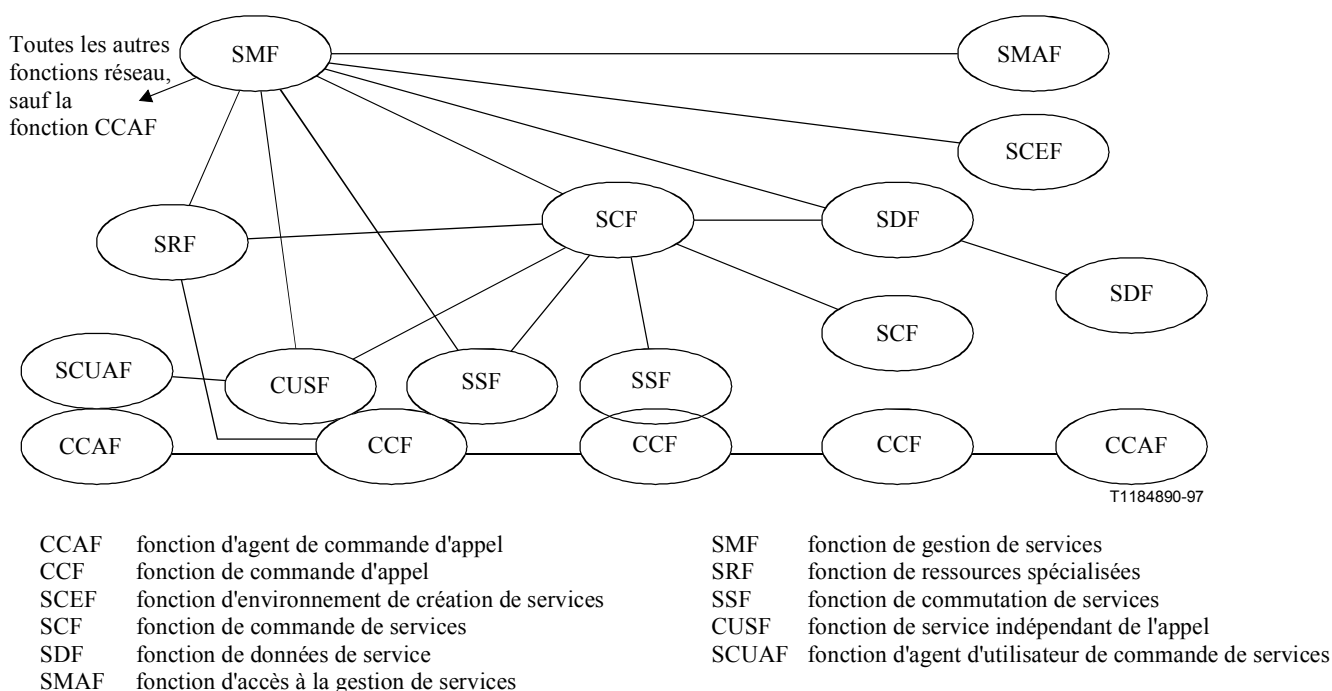 Toutes les autres
fonctions réseau,
sauf la
fonction CCAF
SMF
SMAF
SCEF
SRF
SCF
SDF
SDF
SCF
SCUAF
CUSF
SSF
SSF
CCAF
CCF
CCF
CCF
CCAF
T1184890-97
CCAF fonction d'agent de commande d'appel
CCF fonction de commande d'appel
SCEF fonction d'environnement de création de services
SCF fonction de commande de services
SDF fonction de données de service
SMAF fonction d'accès à la gestion de services
SMF fonction de gestion de services
SRF fonction de ressources spécialisées
SSF fonction de commutation de services
CUSF fonction de service indépendant de l'appel
SCUAF fonction d'agent d'utilisateur de commande de services